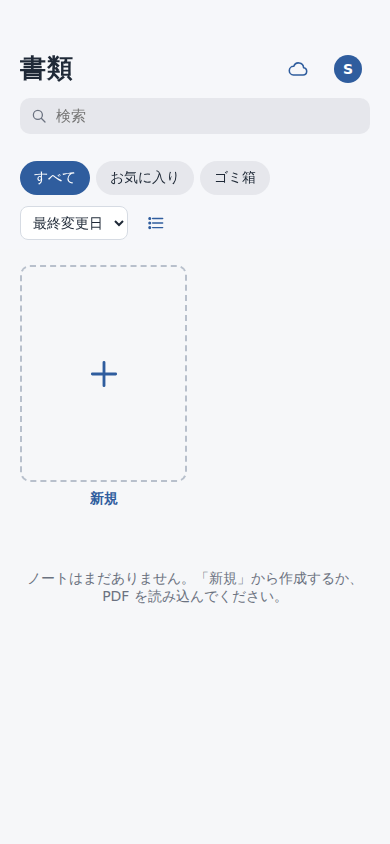 書類
S
検索
すべて
お気に入り
ゴミ箱
最終変更日
新規
ノートはまだありません。「新規」から作成するか、
PDF を読み込んでください。